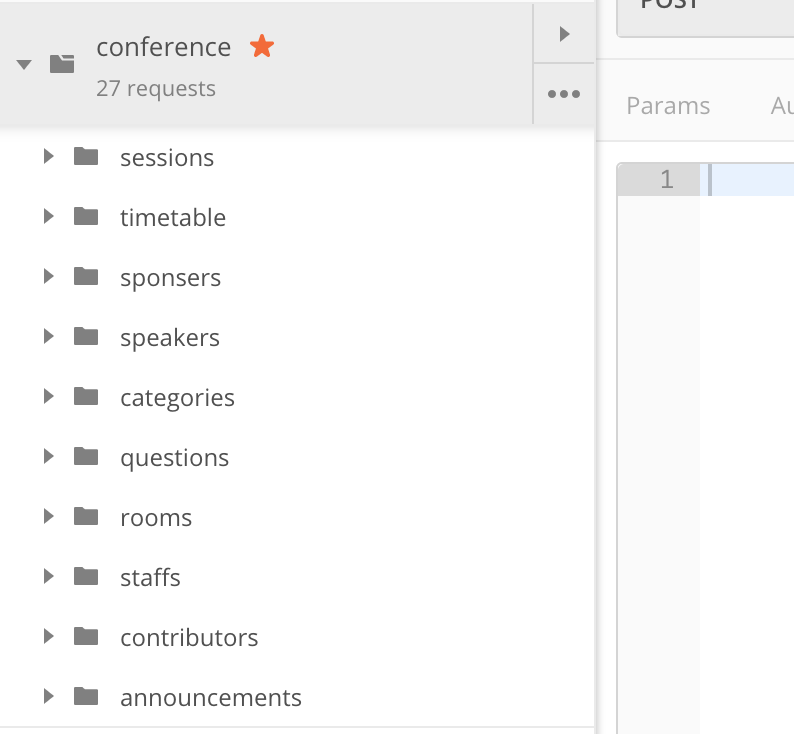 conference
27 requests
sessions
timetable
sponsers
speakers
categories
questions
rooms
staffs
contributors
announcements
POST
Params
Au
1